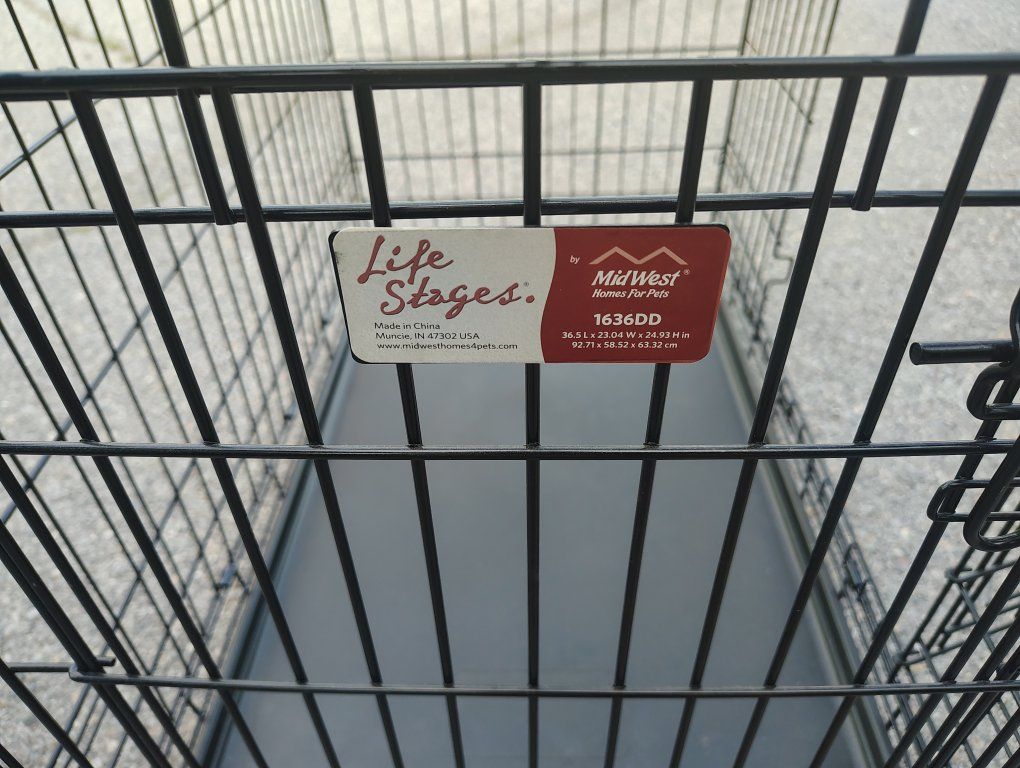 Life
Stages®.
Made in China
Muncie, IN 47302 USA
www.midwesthomes4pets.com
by
MidWest®
Homes For Pets
1636DD
36.5 L x 23.04 W x 24.93 H in
92.71 x 58.52 x 63.32 cm